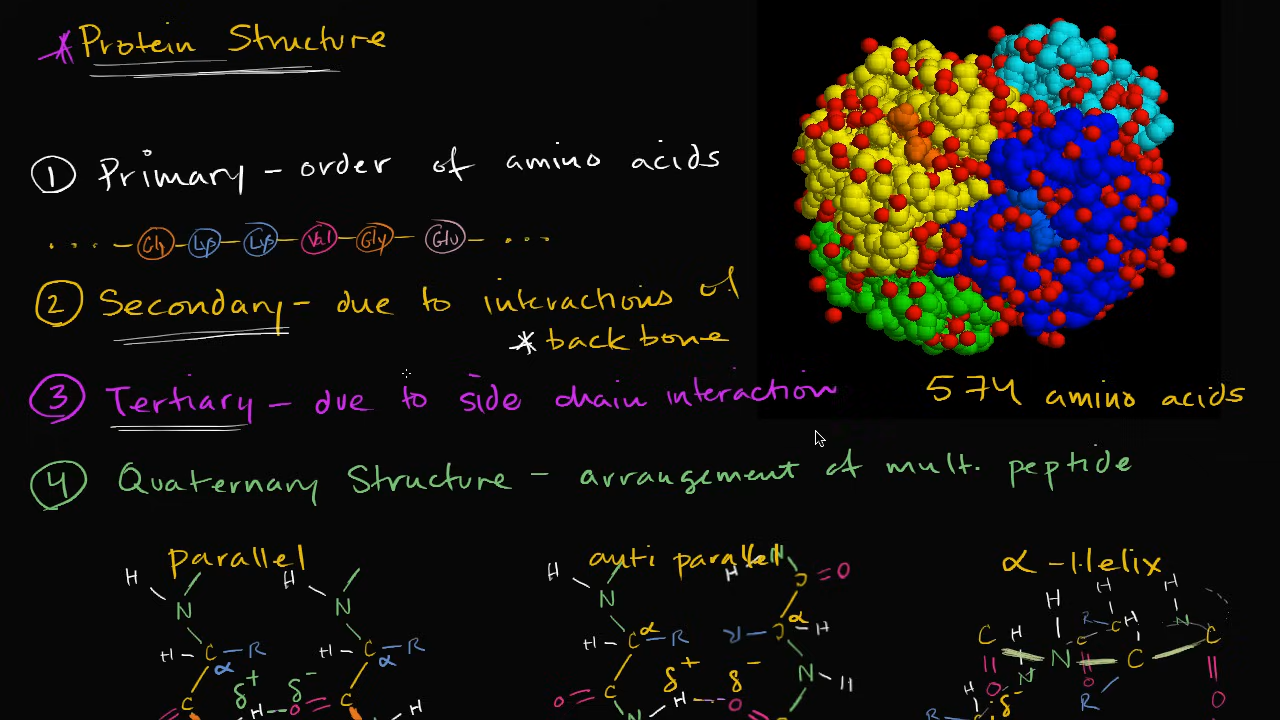 * Protein Structure
① Primary - order of amino acids
.... - Gly - Lys - Lys - Val - Gly - Glu - ...
② Secondary - due to interactions of
* back bone
③ Tertiary - due to side chain interaction
574 amino acids
④ Quaternary Structure - arrangement of mult. peptide
parallel
anti parallel
α - Helix
H N H N
H N H N C = O
H H H
H - C - R H - C - R
α α
H - C α - R R - C α H
C N C C
δ+ δ-
δ+ δ-
N - H
O O
C H O C H
O = C N H O C
H δ- R O
R C